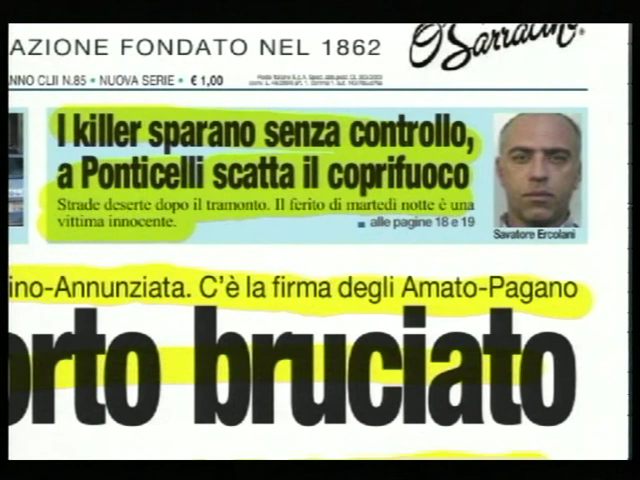 AZIONE FONDATO NEL 1862
O'Sarracino
ANNO CLII N.85 • NUOVA SERIE • € 1,00
I killer sparano senza controllo,
a Ponticelli scatta il coprifuoco
Strade deserte dopo il tramonto. Il ferito di martedì notte è una
vittima innocente.
■ alle pagine 18 e 19
Savatore Ercolani
ino-Annunziata. C'è la firma degli Amato-Pagano
orto bruciato